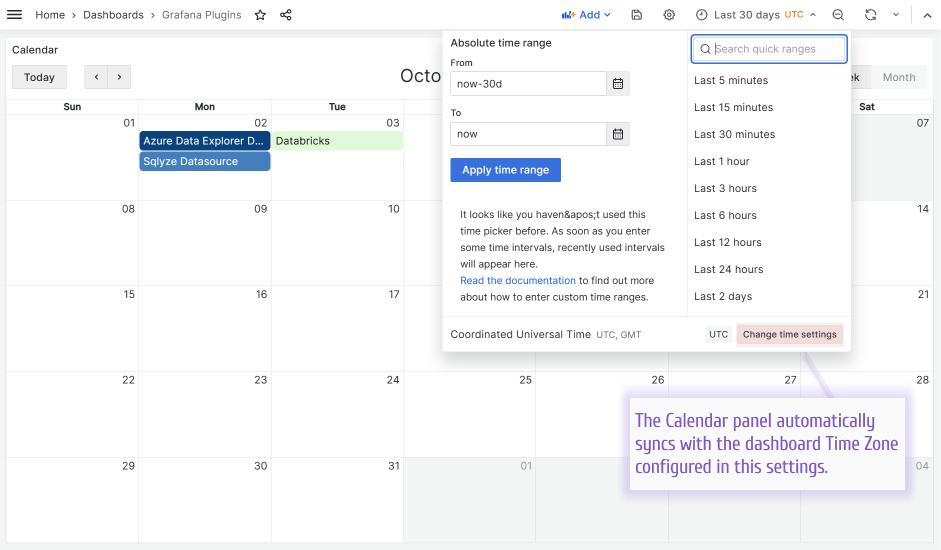 Home > Dashboards > Grafana Plugins
Add
Last 30 days UTC
Calendar
Today
Octo
ek
Month
Absolute time range
From
now-30d
To
now
Apply time range
It looks like you haven&apos;t used this
time picker before. As soon as you enter
some time intervals, recently used intervals
will appear here.
Read the documentation to find out more
about how to enter custom time ranges.
Search quick ranges
Last 5 minutes
Last 15 minutes
Last 30 minutes
Last 1 hour
Last 3 hours
Last 6 hours
Last 12 hours
Last 24 hours
Last 2 days
Coordinated Universal Time UTC, GMT
UTC
Change time settings
Sun Mon Tue Sat
01 02 03 07
Azure Data Explorer D...
Databricks
Sqlyze Datasource
08 09 10 14
15 16 17 21
22 23 24 25 26 27 28
The Calendar panel automatically
syncs with the dashboard Time Zone
configured in this settings.
29 30 31 01 04